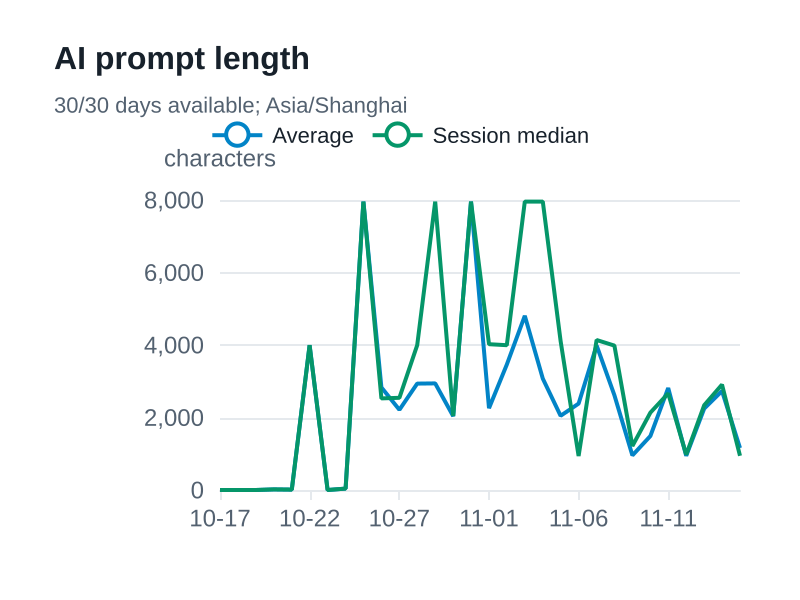 AI prompt length
30/30 days available; Asia/Shanghai
Average Session median
characters
8,000
6,000
4,000
2,000
0
10-17 10-22 10-27 11-01 11-06 11-11